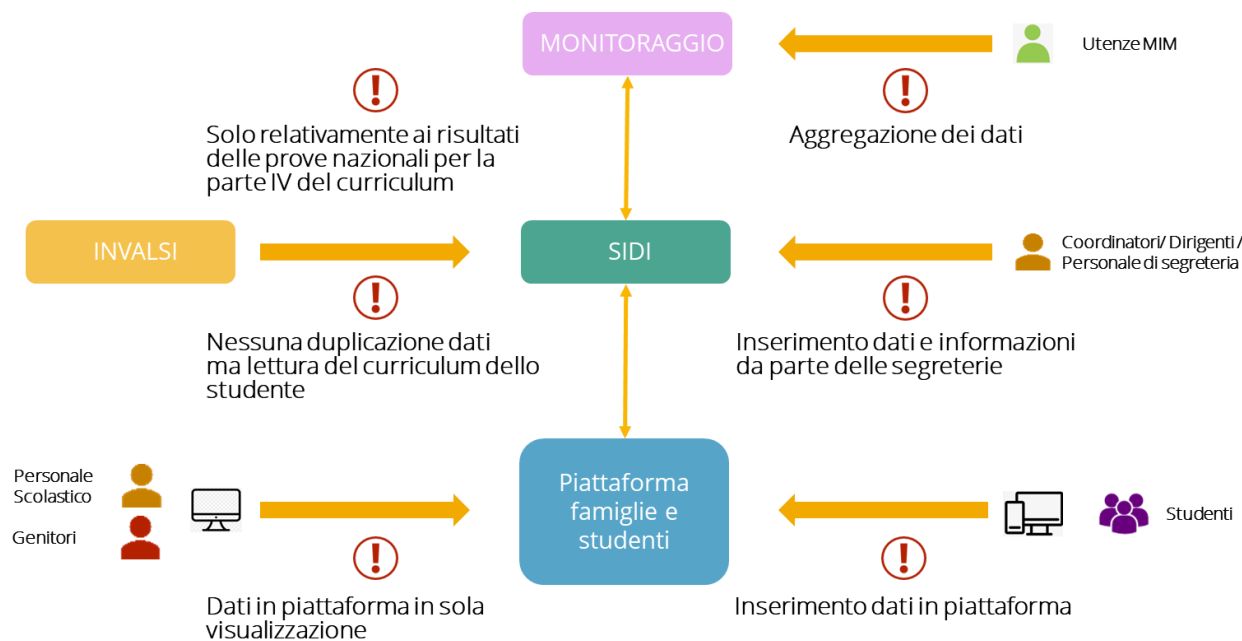 MONITORAGGIO
Utenze MIM
Solo relativamente ai risultati
delle prove nazionali per la
parte IV del curriculum
Aggregazione dei dati
INVALSI
SIDI
Coordinatori/ Dirigenti /
Personale di segreteria
Nessuna duplicazione dati
ma lettura del curriculum dello
studente
Inserimento dati e informazioni
da parte delle segreterie
Personale
Scolastico
Genitori
Piattaforma
famiglie e
studenti
Studenti
Dati in piattaforma in sola
visualizzazione
Inserimento dati in piattaforma